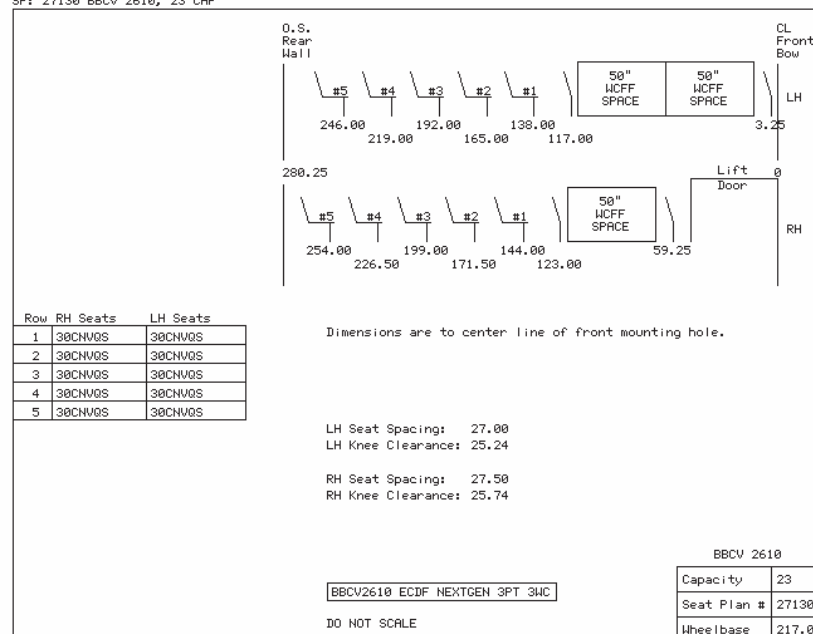 SP: 27130 BBCV 2610, 23 CAP
O.S. Rear Wall
CL Front Bow
#5 #4 #3 #2 #1
50" WCFF SPACE
50" WCFF SPACE
LH
246.00 192.00 138.00 3.25
219.00 165.00 117.00
280.25
Lift Door
0
#5 #4 #3 #2 #1
50" WCFF SPACE
RH
254.00 199.00 144.00 59.25
226.50 171.50 123.00
Row RH Seats LH Seats
1 30CNVQS 30CNVQS
2 30CNVQS 30CNVQS
3 30CNVQS 30CNVQS
4 30CNVQS 30CNVQS
5 30CNVQS 30CNVQS
Dimensions are to center line of front mounting hole.
LH Seat Spacing: 27.00
LH Knee Clearance: 25.24
RH Seat Spacing: 27.50
RH Knee Clearance: 25.74
BBCV2610 ECDF NEXTGEN 3PT 3WC
DO NOT SCALE
BBCV 2610
Capacity 23
Seat Plan # 27130
Wheelbase 217.0